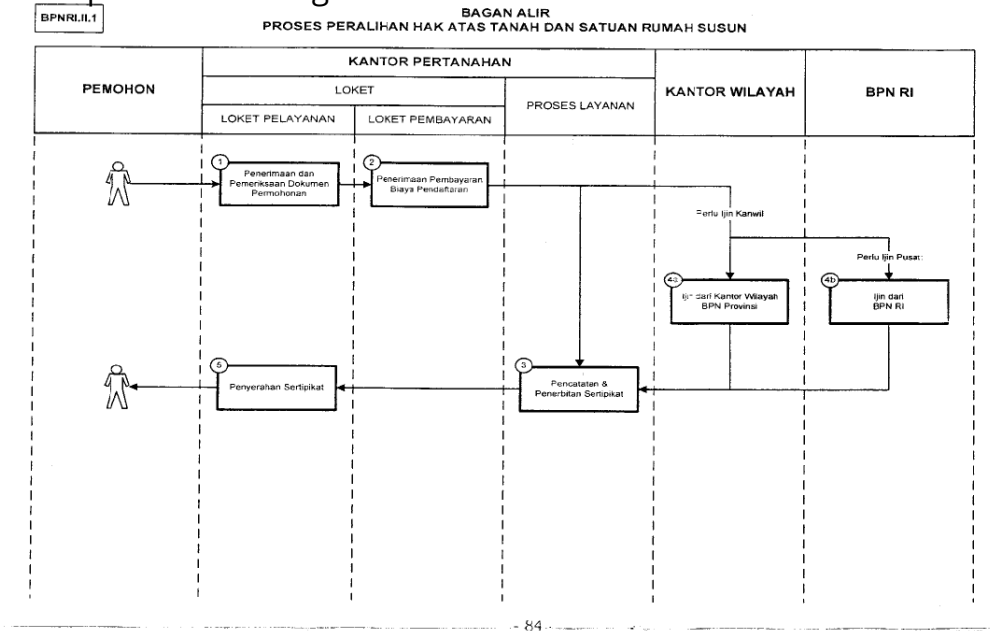 BPNRI.II.1
BAGAN ALIR
PROSES PERALIHAN HAK ATAS TANAH DAN SATUAN RUMAH SUSUN
PEMOHON
KANTOR PERTANAHAN
LOKET
LOKET PELAYANAN
LOKET PEMBAYARAN
PROSES LAYANAN
KANTOR WILAYAH
BPN RI
1
Penerimaan dan
Pemeriksaan Dokumen
Permohonan
2
Penerimaan Pembayaran
Biaya Pendaftaran
Perlu Ijin Kanwil
Perlu Ijin Pusat
4a
Ijin dari Kantor Wilayah
BPN Provinsi
4b
Ijin dari
BPN RI
5
Penyerahan Sertipikat
3
Pencatatan &
Penerbitan Sertipikat
- 84 -